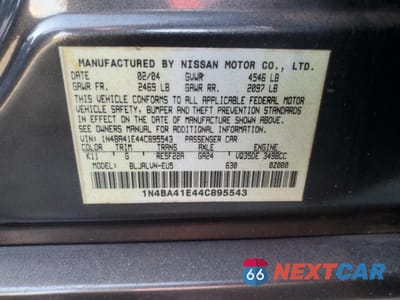 MANUFACTURED BY NISSAN MOTOR CO., LTD.
DATE 02/04 GVWR 4546 LB
GAWR FR. 2469 LB GAWR RR. 2097 LB
THIS VEHICLE CONFORMS TO ALL APPLICABLE FEDERAL MOTOR
VEHICLE SAFETY, BUMPER AND THEFT PREVENTION STANDARDS
IN EFFECT ON THE DATE OF MANUFACTURE SHOWN ABOVE.
SEE OWNERS MANUAL FOR ADDITIONAL INFORMATION.
VIN: 1N4BA41E44C895543 PASSENGER CAR
COLOR TRIM TRANS AXLE ENGINE
K11 G RE5F22A GA24 VQ35DE 3498CC
MODEL: BLJALVN-EU5 630 02000
1N4BA41E44C895543
66 NEXTCAR